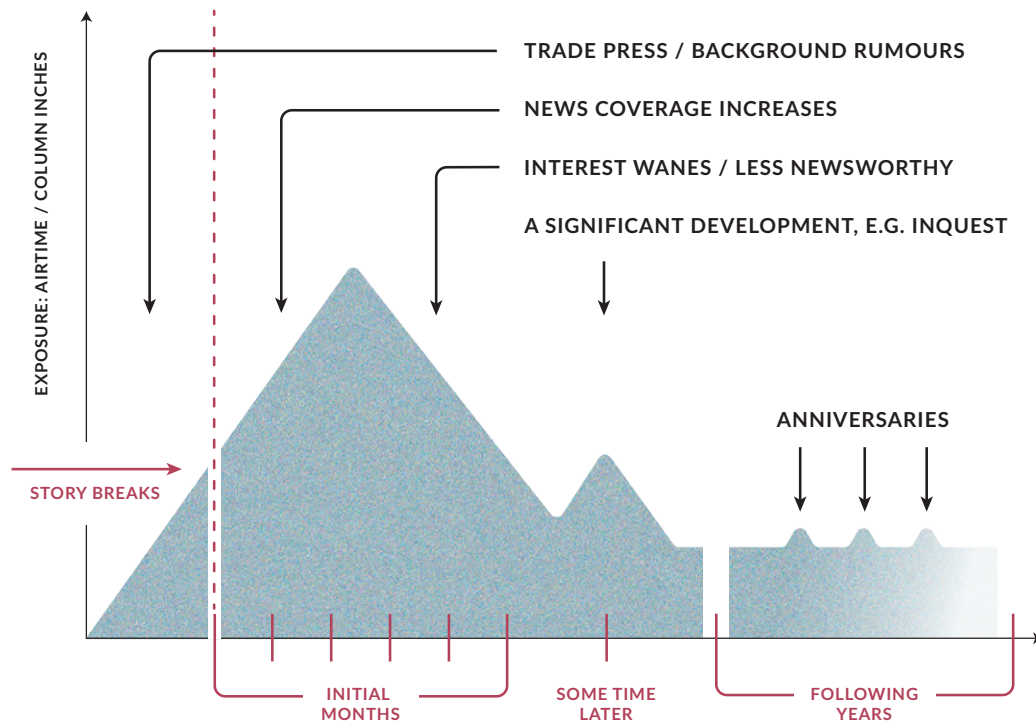 TRADE PRESS / BACKGROUND RUMOURS
NEWS COVERAGE INCREASES
INTEREST WANES / LESS NEWSWORTHY
A SIGNIFICANT DEVELOPMENT, E.G. INQUEST
EXPOSURE: AIRTIME / COLUMN INCHES
ANNIVERSARIES
STORY BREAKS
INITIAL
MONTHS
SOME TIME
LATER
FOLLOWING
YEARS